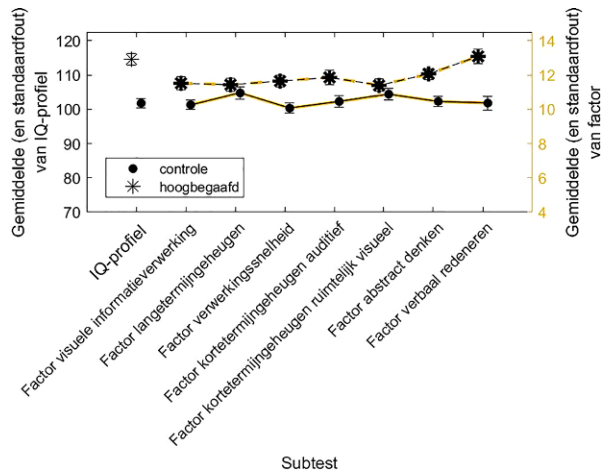 Gemiddelde (en standaardfout)
van IQ-profiel
120
110
100
90
80
70
controle
hoogbegaafd
14
12
10
8
6
4
Gemiddelde (en standaardfout)
van factor
IQ-profiel
Factor visuele informatieverwerking
Factor langetermijngeheugen
Factor verwerkingssnelheid
Factor kortetermijngeheugen auditief
Factor kortetermijngeheugen ruimtelijk visueel
Factor abstract denken
Factor verbaal redeneren
Subtest